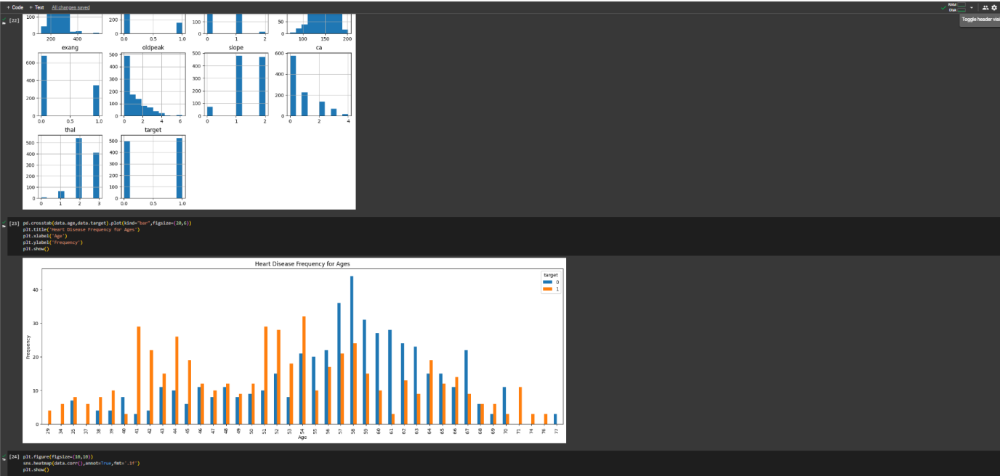 + Code + Text All changes saved
RAM
Disk
Toggle header visi
[22]
100
0
200 400
200
0
0.0 0.5 1.0
100
0
0 1 2
50
0
100 150 200
exang oldpeak slope ca
600
400
200
0
0.0 0.5 1.0
500
400
300
200
100
0
0 2 4 6
500
400
300
200
100
0
0 1 2
600
400
200
0
0 2 4
thal target
500
400
300
200
100
0
0 1 2 3
500
400
300
200
100
0
0.0 0.5 1.0
[23] pd.crosstab(data.age,data.target).plot(kind="bar",figsize=(20,6))
plt.title('Heart Disease Frequency for Ages')
plt.xlabel('Age')
plt.ylabel('Frequency')
plt.show()
Heart Disease Frequency for Ages
target
0
1
40
30
20
10
0
Frequency
29 34 35 37 38 39 40 41 42 43 44 45 46 47 48 49 50 51 52 53 54 55 56 57 58 59 60 61 62 63 64 65 66 67 68 69 70 71 74 76 77
Age
[24] plt.figure(figsize=(10,10))
sns.heatmap(data.corr(),annot=True,fmt='.1f')
plt.show()